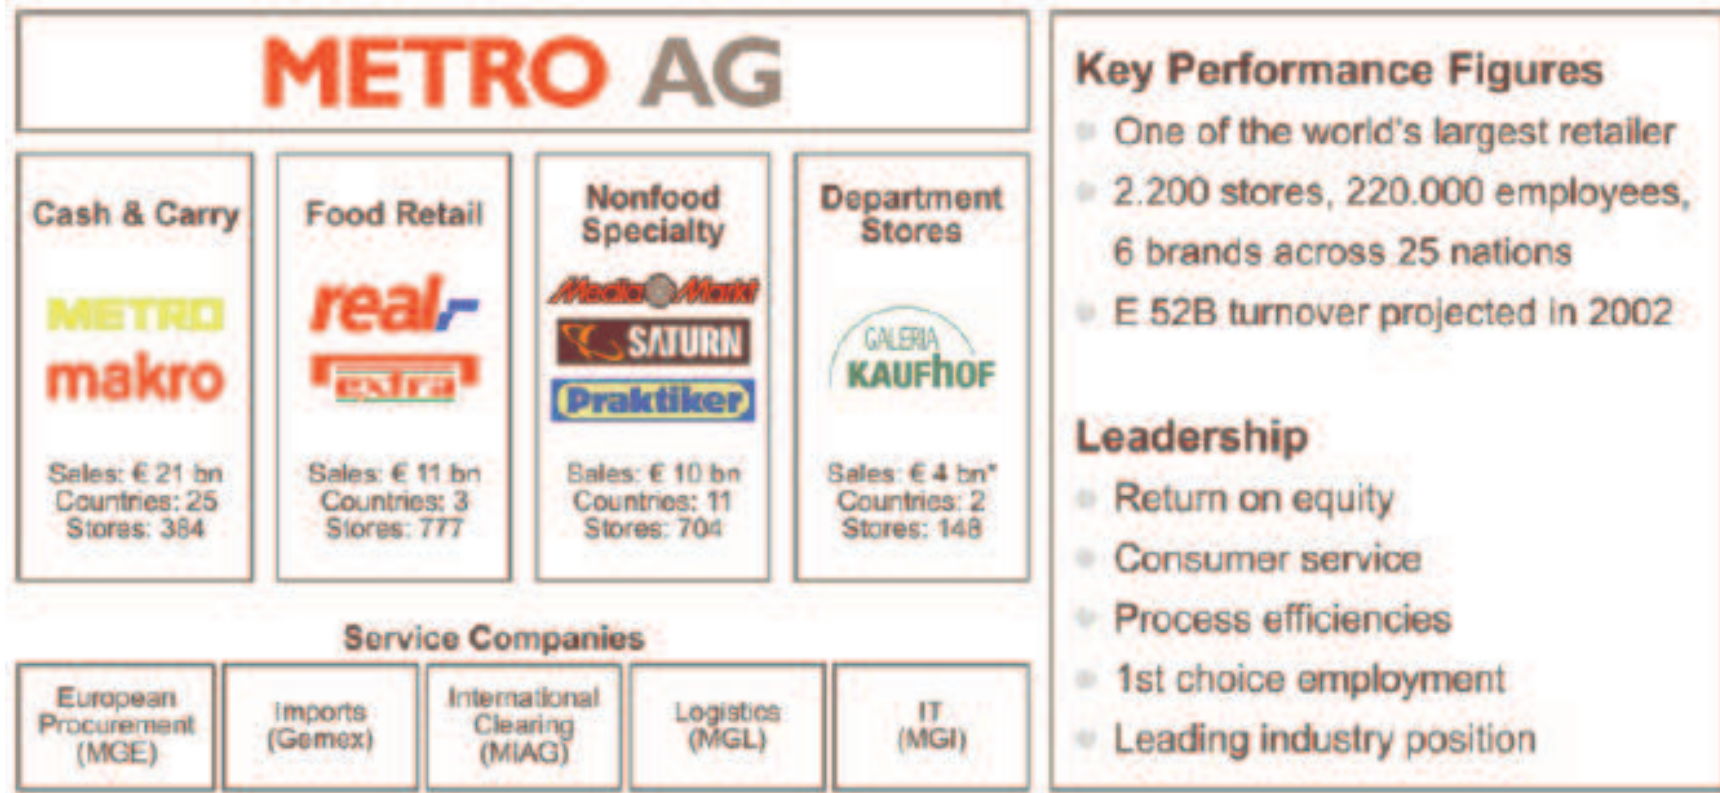 METRO AG
Cash & Carry
METRO
makro
Sales: € 21 bn
Countries: 25
Stores: 384
Food Retail
real,-
extra
Sales: € 11 bn
Countries: 3
Stores: 777
Nonfood
Specialty
Media Markt
SATURN
Praktiker
Sales: € 10 bn
Countries: 11
Stores: 704
Department
Stores
GALERIA
KAUFhOF
Sales: € 4 bn*
Countries: 2
Stores: 148
Service Companies
European
Procurement
(MGE)
Imports
(Gemex)
International
Clearing
(MIAG)
Logistics
(MGL)
IT
(MGI)
Key Performance Figures
One of the world's largest retailer
2.200 stores, 220.000 employees,
6 brands across 25 nations
E 52B turnover projected in 2002
Leadership
Return on equity
Consumer service
Process efficiencies
1st choice employment
Leading industry position